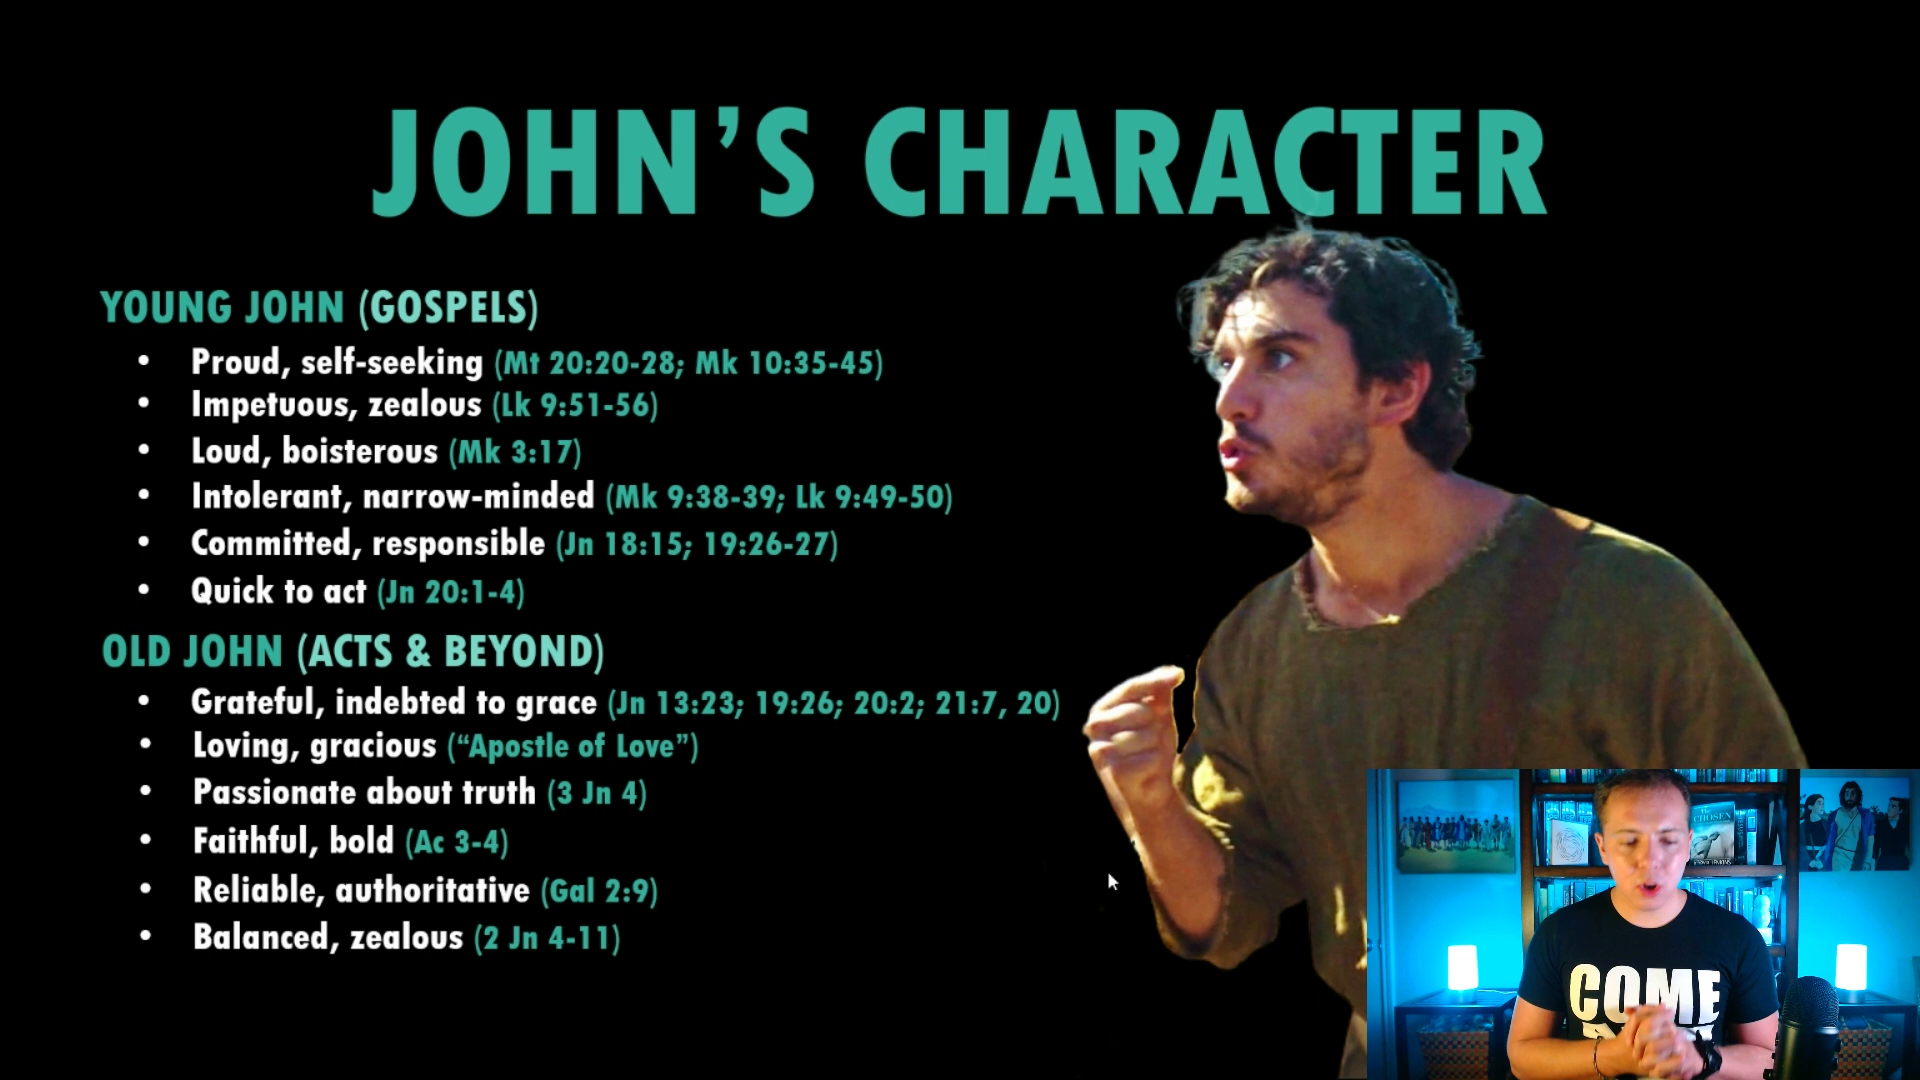 JOHN’S CHARACTER
YOUNG JOHN (GOSPELS)
• Proud, self-seeking (Mt 20:20-28; Mk 10:35-45)
• Impetuous, zealous (Lk 9:51-56)
• Loud, boisterous (Mk 3:17)
• Intolerant, narrow-minded (Mk 9:38-39; Lk 9:49-50)
• Committed, responsible (Jn 18:15; 19:26-27)
• Quick to act (Jn 20:1-4)
OLD JOHN (ACTS & BEYOND)
• Grateful, indebted to grace (Jn 13:23; 19:26; 20:2; 21:7, 20)
• Loving, gracious (“Apostle of Love”)
• Passionate about truth (3 Jn 4)
• Faithful, bold (Ac 3-4)
• Reliable, authoritative (Gal 2:9)
• Balanced, zealous (2 Jn 4-11)
CHOSEN
COME